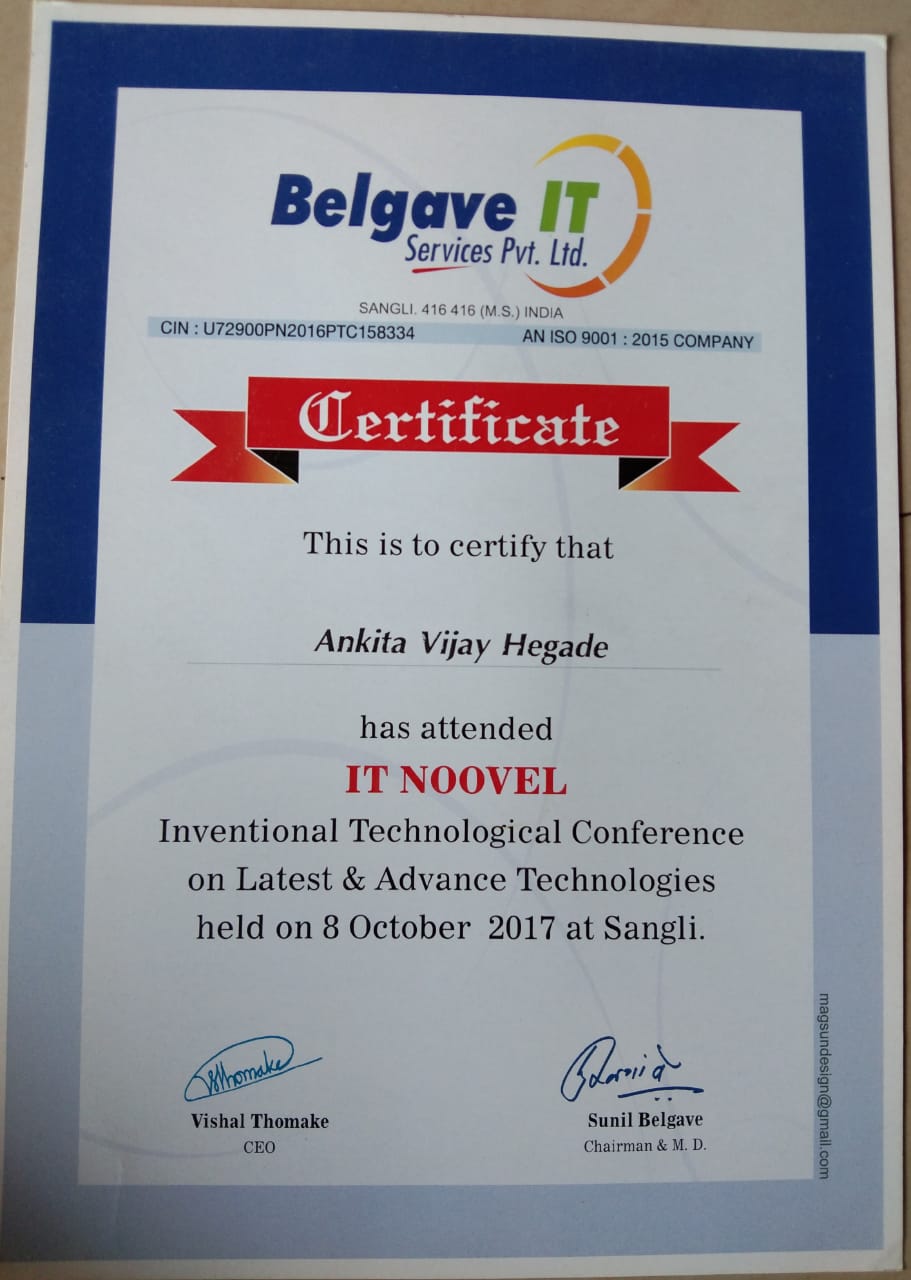 Belgave IT
Services Pvt. Ltd.
SANGLI. 416 416 (M.S.) INDIA
CIN : U72900PN2016PTC158334 AN ISO 9001 : 2015 COMPANY
Certificate
This is to certify that
Ankita Vijay Hegade
has attended
IT NOOVEL
Inventional Technological Conference
on Latest & Advance Technologies
held on 8 October 2017 at Sangli.
Vishal Thomake
CEO
Sunil Belgave
Chairman & M. D.
magsundesign@gmail.com